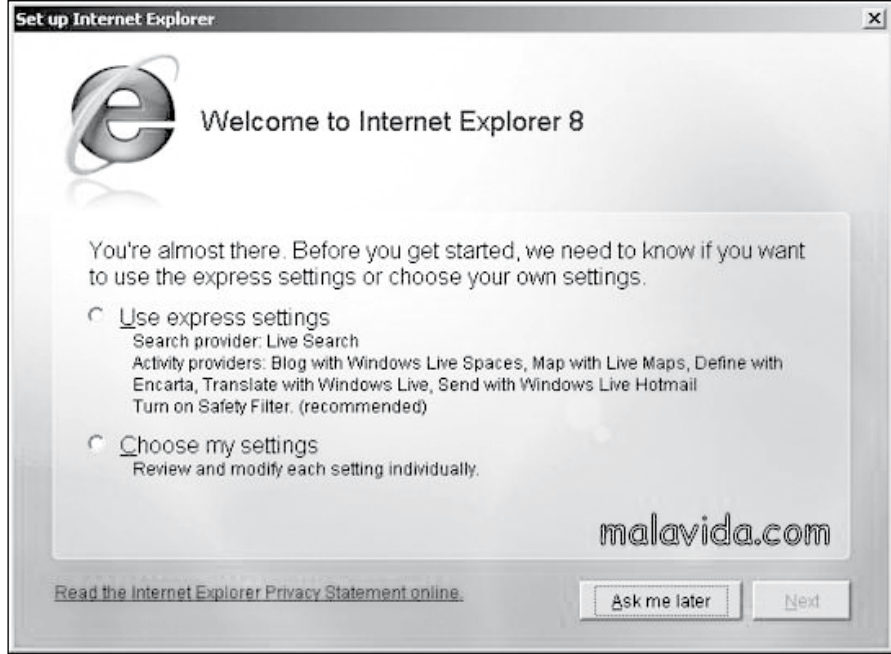 Set up Internet Explorer
Welcome to Internet Explorer 8
You're almost there. Before you get started, we need to know if you want
to use the express settings or choose your own settings.
Use express settings
Search provider: Live Search
Activity providers: Blog with Windows Live Spaces, Map with Live Maps, Define with
Encarta, Translate with Windows Live, Send with Windows Live Hotmail
Turn on Safety Filter. (recommended)
Choose my settings
Review and modify each setting individually.
malavida.com
Read the Internet Explorer Privacy Statement online.
Ask me later
Next